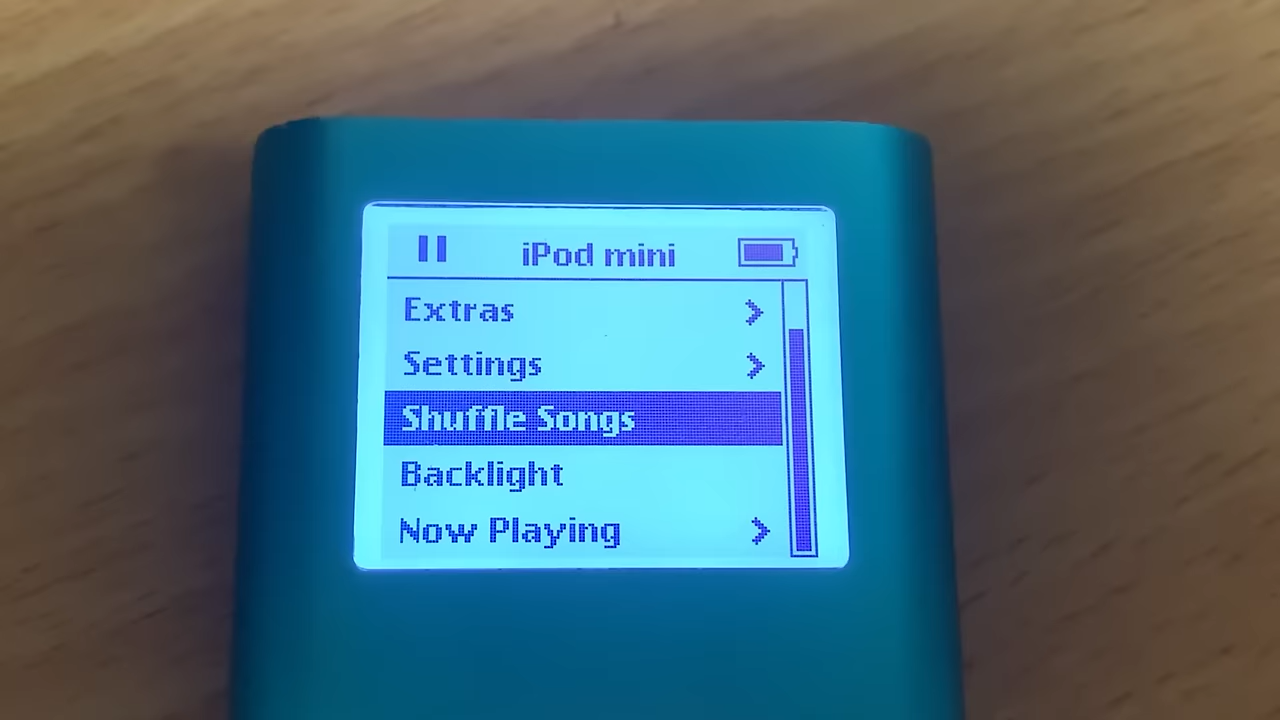 iPod mini
Extras
Settings
Shuffle Songs
Backlight
Now Playing